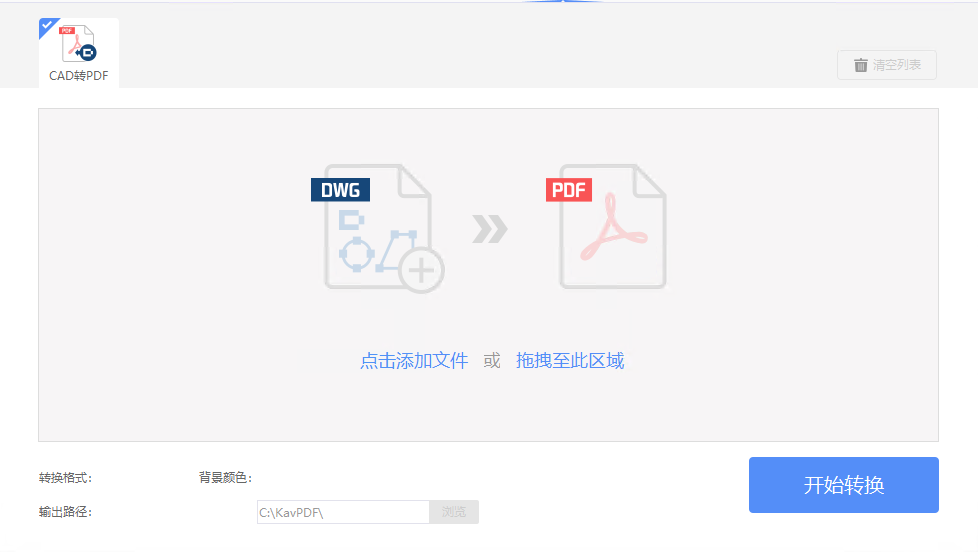 PDF
CAD转PDF
清空列表
DWG
PDF
点击添加文件 或 拖拽至此区域
转换格式： 背景颜色：
开始转换
输出路径： C:\KavPDF\ 浏览